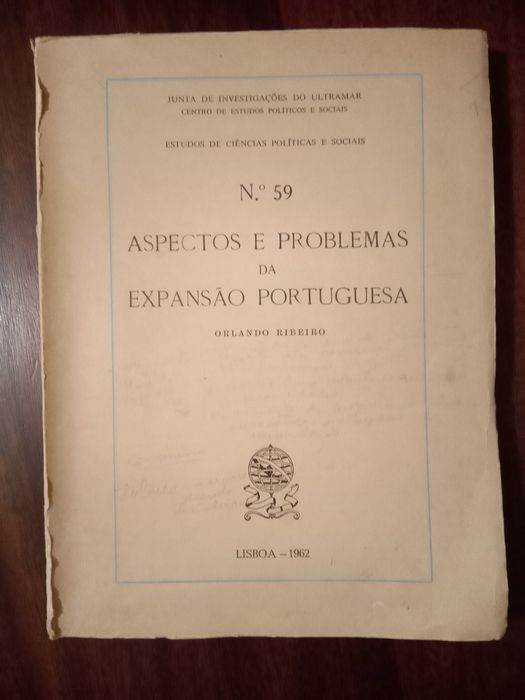 JUNTA DE INVESTIGAÇÕES DO ULTRAMAR
CENTRO DE ESTUDOS POLÍTICOS E SOCIAIS
ESTUDOS DE CIÊNCIAS POLÍTICAS E SOCIAIS
N.º 59
ASPECTOS E PROBLEMAS
DA
EXPANSÃO PORTUGUESA
ORLANDO RIBEIRO
LISBOA – 1962